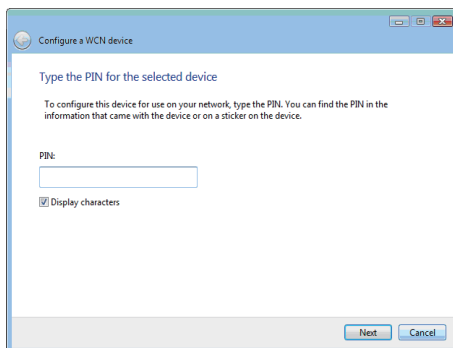 Configure a WCN device
Type the PIN for the selected device
To configure this device for use on your network, type the PIN. You can find the PIN in the
information that came with the device or on a sticker on the device.
PIN:
Display characters
Next
Cancel